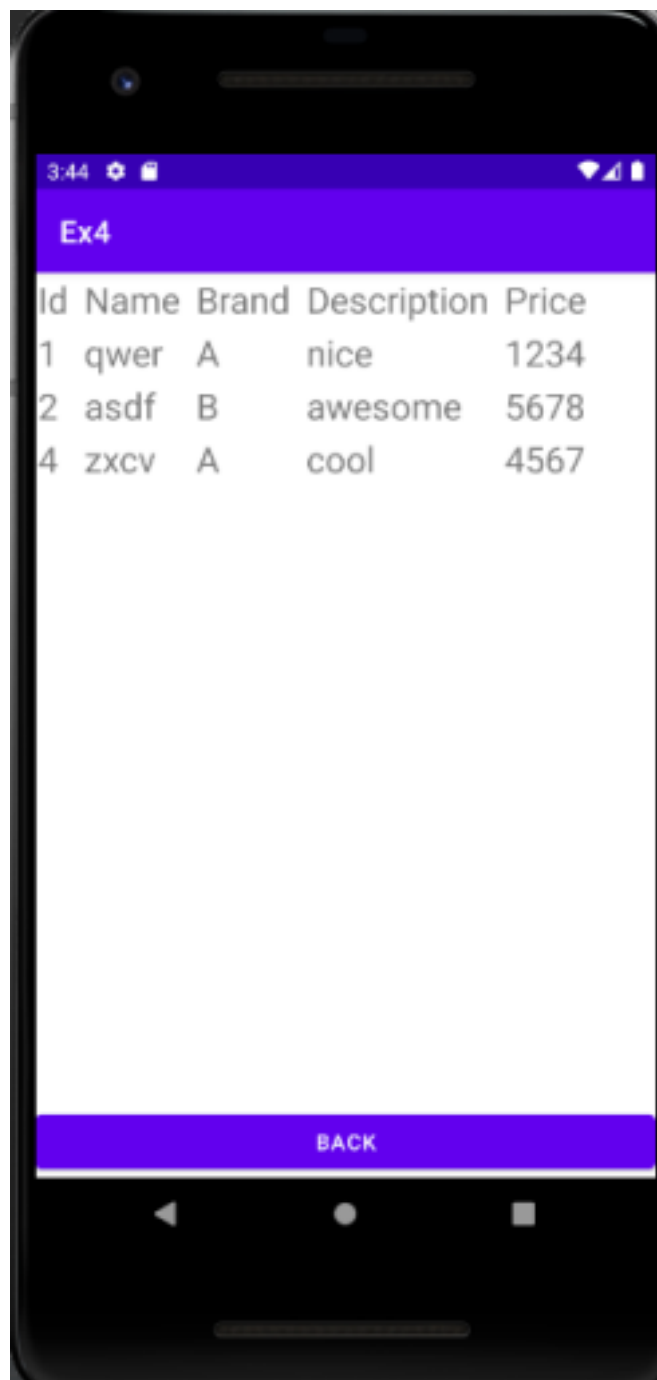 3:44
Ex4
Id Name Brand Description Price
1 qwer A nice 1234
2 asdf B awesome 5678
4 zxcv A cool 4567
BACK